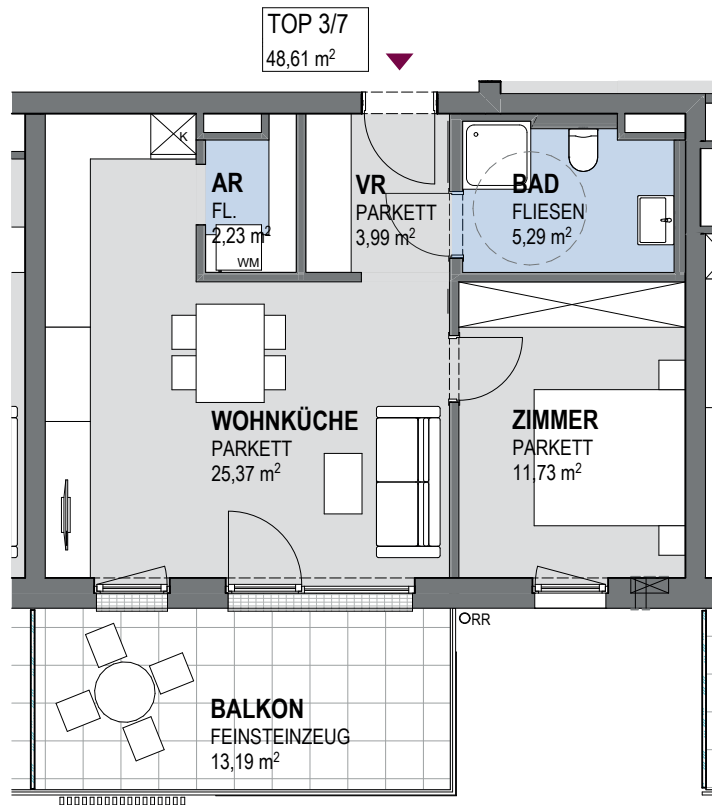 TOP 3/7
48,61 m²
K
AR
FL.
2,23 m²
WM
VR
PARKETT
3,99 m²
BAD
FLIESEN
5,29 m²
WOHNKÜCHE
PARKETT
25,37 m²
ZIMMER
PARKETT
11,73 m²
RR
BALKON
FEINSTEINZEUG
13,19 m²